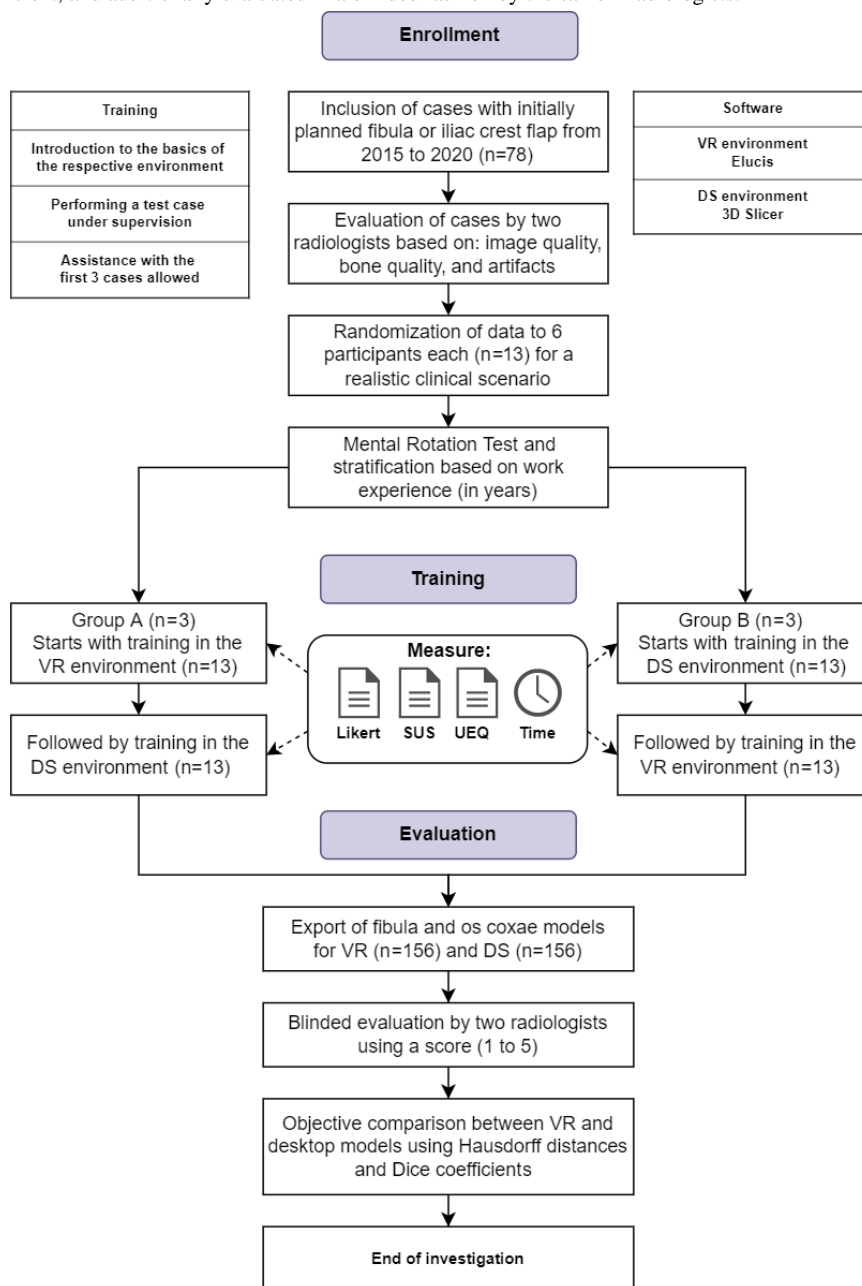 Enrollment
Training
Introduction to the basics of
the respective environment
Performing a test case
under supervision
Assistance with the
first 3 cases allowed
Inclusion of cases with initially
planned fibula or iliac crest flap from
2015 to 2020 (n=78)
Software
VR environment
Elucis
DS environment
3D Slicer
Evaluation of cases by two
radiologists based on: image quality,
bone quality, and artifacts
Randomization of data to 6
participants each (n=13) for a
realistic clinical scenario
Mental Rotation Test and
stratification based on work
experience (in years)
Training
Group A (n=3)
Starts with training in the
VR environment (n=13)
Followed by training in the
DS environment (n=13)
Measure:
Likert SUS UEQ Time
Group B (n=3)
Starts with training in the
DS environment (n=13)
Followed by training in the
VR environment (n=13)
Evaluation
Export of fibula and os coxae models
for VR (n=156) and DS (n=156)
Blinded evaluation by two radiologists
using a score (1 to 5)
Objective comparison between VR and
desktop models using Hausdorff distances
and Dice coefficients
End of investigation